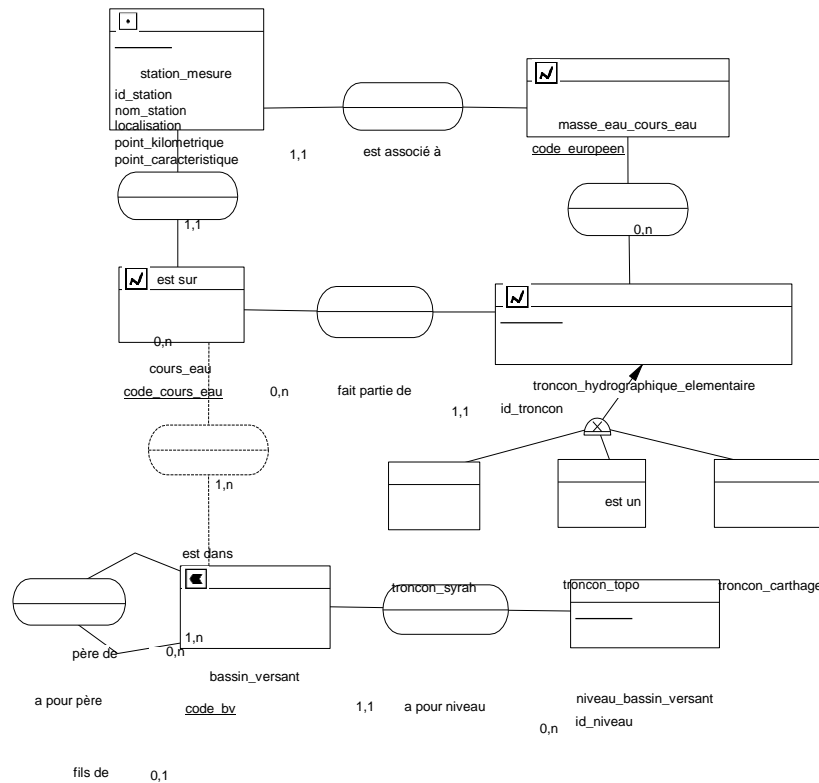 station_mesure
id_station
nom_station
localisation
point_kilometrique
point_caracteristique
masse_eau_cours_eau
code_europeen
1,1
est associé à
1,1
0,n
est sur
0,n
cours_eau
code_cours_eau
0,n
fait partie de
1,1
troncon_hydrographique_elementaire
id_troncon
1,n
est un
est dans
troncon_syrah
troncon_topo
troncon_carthage
1,n
père de
0,n
bassin_versant
a pour père
code_bv
1,1
a pour niveau
niveau_bassin_versant
0,n
id_niveau
fils de
0,1